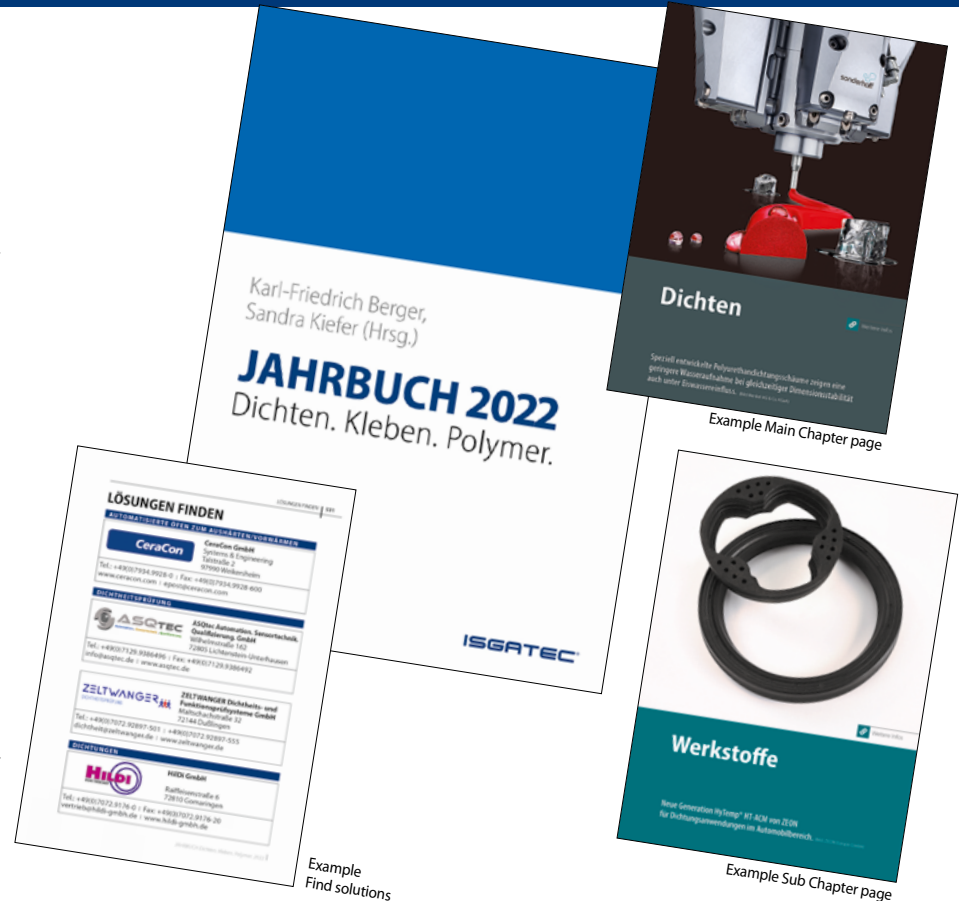 Karl-Friedrich Berger,
Sandra Kiefer (Hrsg.)
JAHRBUCH 2022
Dichten. Kleben. Polymer.
ISGATEC
sonderhoff
Dichten
Weitere Infos
Speziell entwickelte Polyurethandichtungsschäume zeigen eine
geringere Wasseraufnahme bei gleichzeitiger Dimensionsstabilität
auch unter Eiswassereinfluss.
Example Main Chapter page
LÖSUNGEN FINDEN
LÖSUNGEN FINDEN
AUTOMATISIERTE ÖFEN ZUM AUSHÄRTEN/VORWÄRMEN
CeraCon
CeraCon GmbH
Systems & Engineering
Talstraße 2
97990 Weikersheim
Tel.: +49(0)7934.9928-0 | Fax: +49(0)7934.9928-600
www.ceracon.com | epost@ceracon.com
DICHTHEITSPRÜFUNG
ASQTEC
ASQtec Automation. Sensortechnik.
Qualifizierung. GmbH
Wilhelmstraße 162
72805 Lichtenstein-Unterhausen
Tel.: +49(0)7129.9386496 | Fax: +49(0)7129.9386492
info@asqtec.de | www.asqtec.de
ZELTWANGER
ZELTWANGER Dichtheits- und
Funktionsprüfsysteme GmbH
Maltschachstraße 32
72144 Dußlingen
Tel.: +49(0)7072.92897-501 | +49(0)7072.92897-555
dichtheit@zeltwanger.de | www.zeltwanger.de
DICHTUNGEN
HILDI
HilDi GmbH
Raiffeisenstraße 6
72810 Gomaringen
Tel.: +49(0)7072.9176-0 | Fax: +49(0)7072.9176-20
vertrieb@hildi-gmbh.de | www.hildi-gmbh.de
Example
Find solutions
Weitere Infos
Werkstoffe
Neue Generation HyTemp® HT-ACM von ZEON
für Dichtungsanwendungen im Automobilbereich.
Example Sub Chapter page